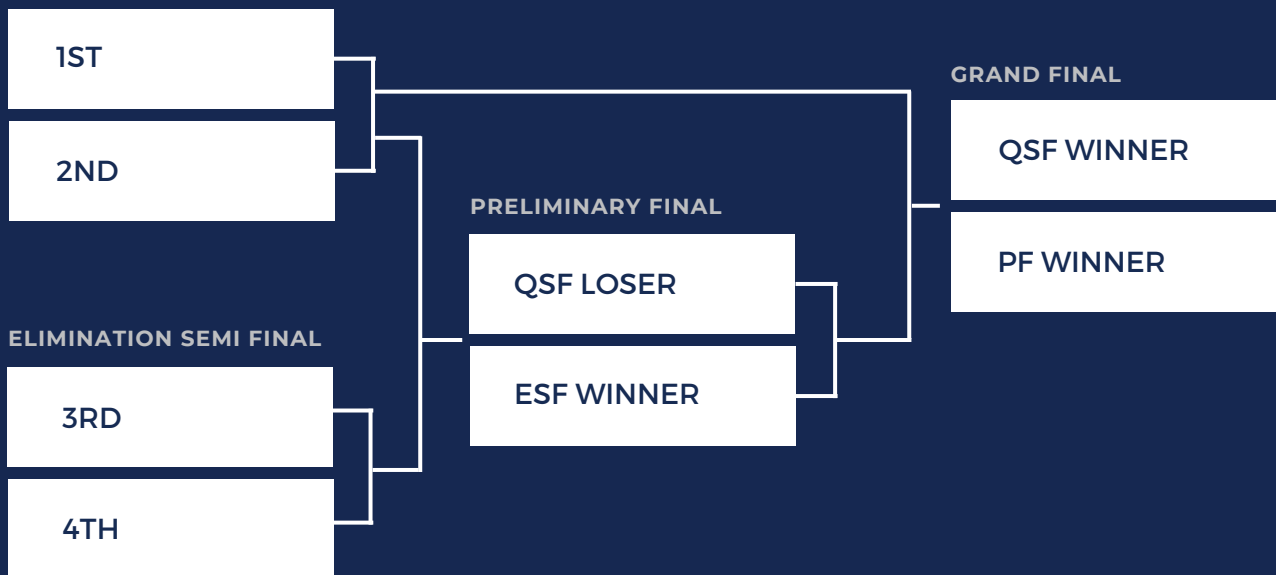 1ST
2ND
ELIMINATION SEMI FINAL
3RD
4TH
PRELIMINARY FINAL
QSF LOSER
ESF WINNER
GRAND FINAL
QSF WINNER
PF WINNER